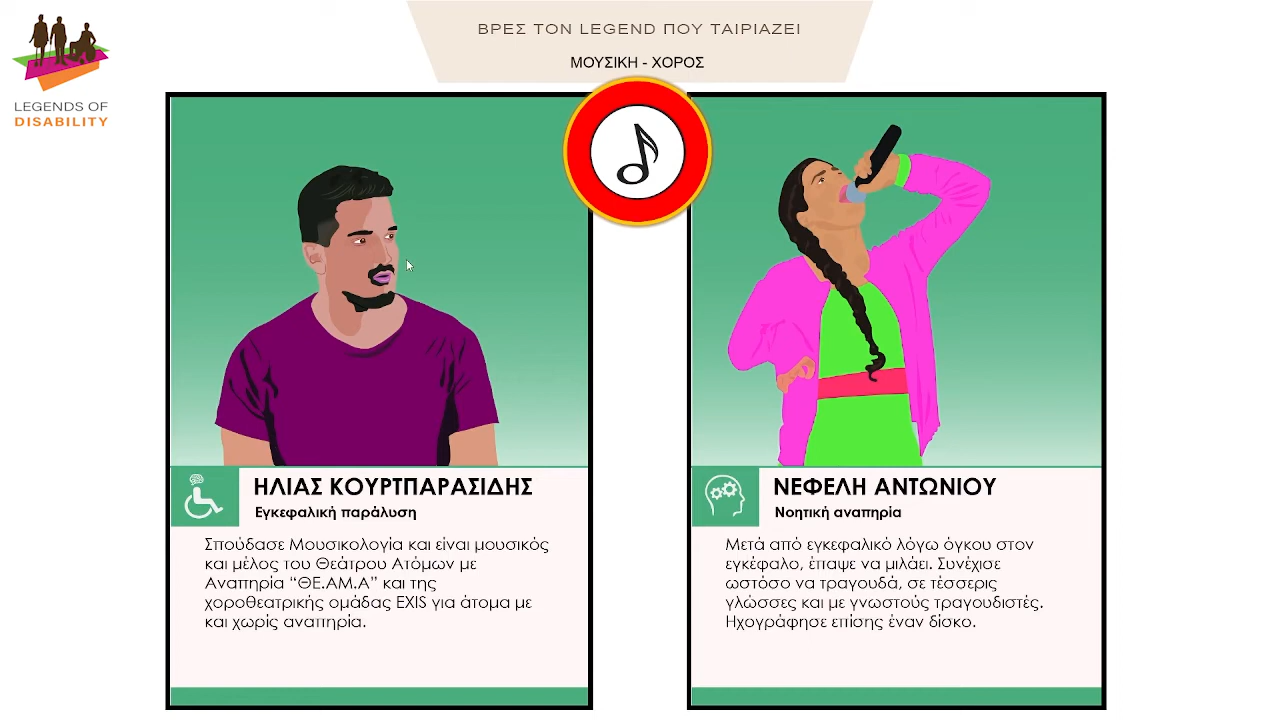 ΒΡΕΣ ΤΟΝ LEGEND ΠΟΥ ΤΑΙΡΙΑΖΕΙ
ΜΟΥΣΙΚΗ - ΧΟΡΟΣ
LEGENDS OF
DISABILITY
ΗΛΙΑΣ ΚΟΥΡΤΠΑΡΑΣΙΔΗΣ
Εγκεφαλική παράλυση
Σπούδασε Μουσικολογία και είναι μουσικός
και μέλος του Θεάτρου Ατόμων με
Αναπηρία “ΘΕ.ΑΜ.Α” και της
χοροθεατρικής ομάδας EXIS για άτομα με
και χωρίς αναπηρία.
ΝΕΦΕΛΗ ΑΝΤΩΝΙΟΥ
Νοητική αναπηρία
Μετά από εγκεφαλικό λόγω όγκου στον
εγκέφαλο, έπαψε να μιλάει. Συνέχισε
ωστόσο να τραγουδά, σε τέσσερις
γλώσσες και με γνωστούς τραγουδιστές.
Ηχογράφησε επίσης έναν δίσκο.